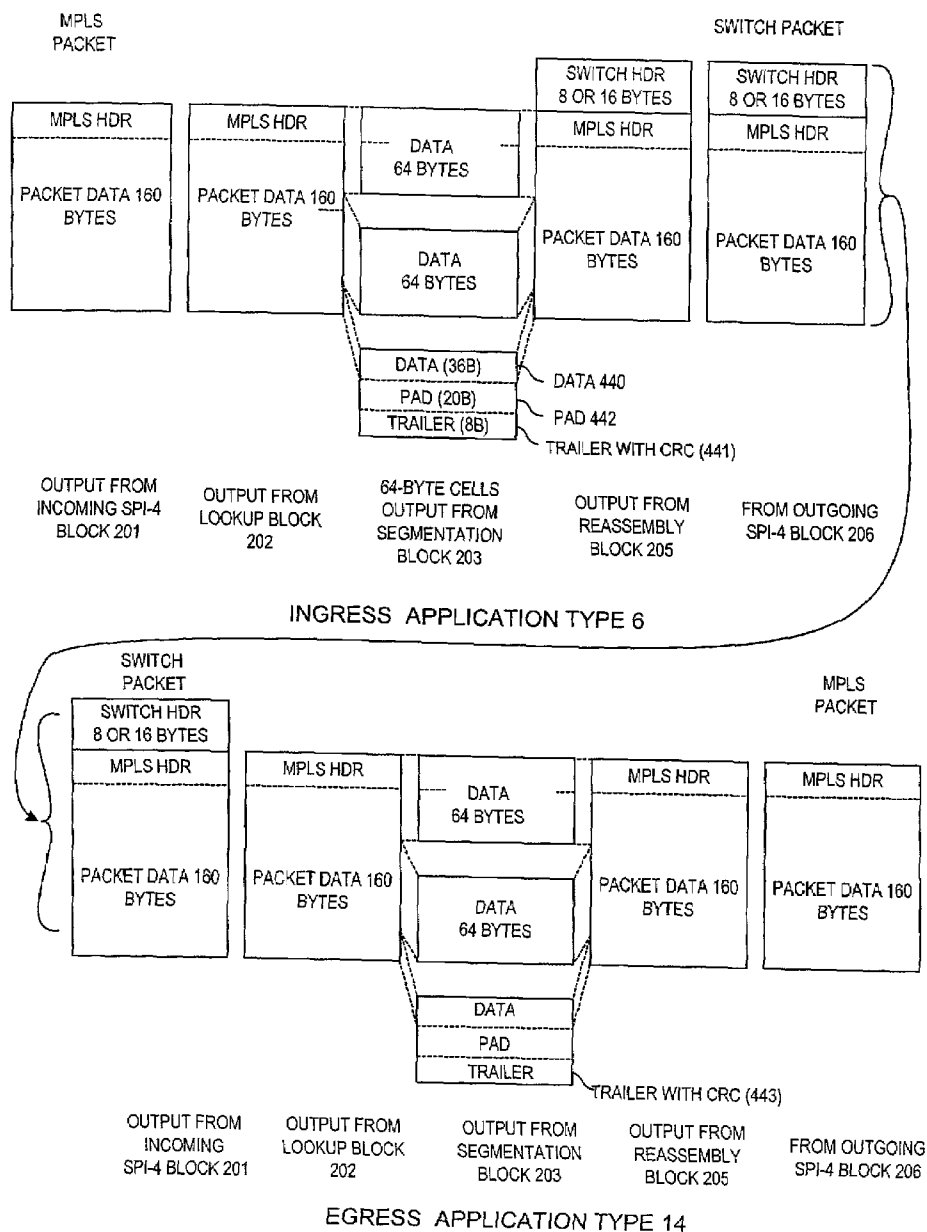 MPLS
PACKET
SWITCH PACKET
SWITCH HDR
8 OR 16 BYTES
SWITCH HDR
8 OR 16 BYTES
MPLS HDR
MPLS HDR
DATA
64 BYTES
MPLS HDR
MPLS HDR
PACKET DATA 160
BYTES
PACKET DATA 160
BYTES
DATA
64 BYTES
PACKET DATA 160
BYTES
PACKET DATA 160
BYTES
DATA (36B)
DATA 440
PAD (20B)
PAD 442
TRAILER (8B)
TRAILER WITH CRC (441)
OUTPUT FROM
INCOMING SPI-4
BLOCK 201
OUTPUT FROM
LOOKUP BLOCK
202
64-BYTE CELLS
OUTPUT FROM
SEGMENTATION
BLOCK 203
OUTPUT FROM
REASSEMBLY
BLOCK 205
FROM OUTGOING
SPI-4 BLOCK 206
INGRESS APPLICATION TYPE 6
SWITCH
PACKET
MPLS
PACKET
SWITCH HDR
8 OR 16 BYTES
MPLS HDR
MPLS HDR
DATA
64 BYTES
MPLS HDR
MPLS HDR
PACKET DATA 160
BYTES
PACKET DATA 160
BYTES
DATA
64 BYTES
PACKET DATA 160
BYTES
PACKET DATA 160
BYTES
DATA
PAD
TRAILER
TRAILER WITH CRC (443)
OUTPUT FROM
INCOMING
SPI-4 BLOCK 201
OUTPUT FROM
LOOKUP BLOCK
202
OUTPUT FROM
SEGMENTATION
BLOCK 203
OUTPUT FROM
REASSEMBLY
BLOCK 205
FROM OUTGOING
SPI-4 BLOCK 206
EGRESS APPLICATION TYPE 14